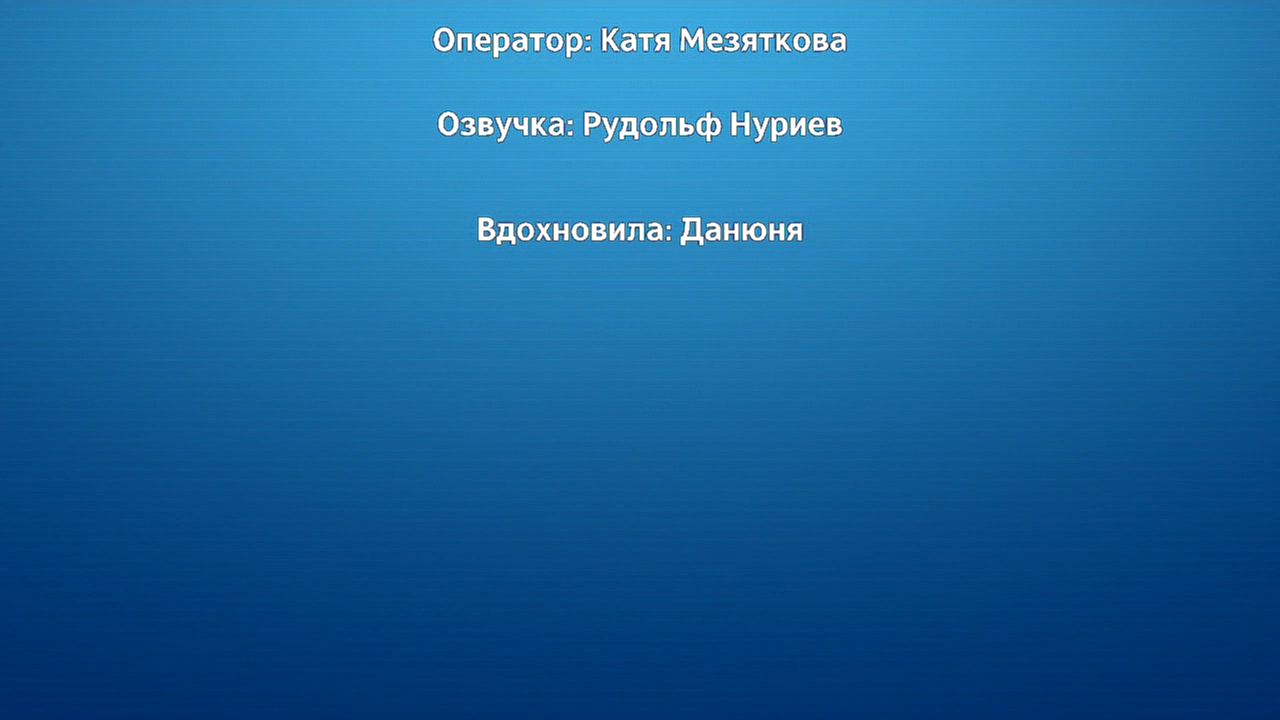 Оператор: Катя Мезяткова
Озвучка: Рудольф Нуриев
Вдохновила: Данюня